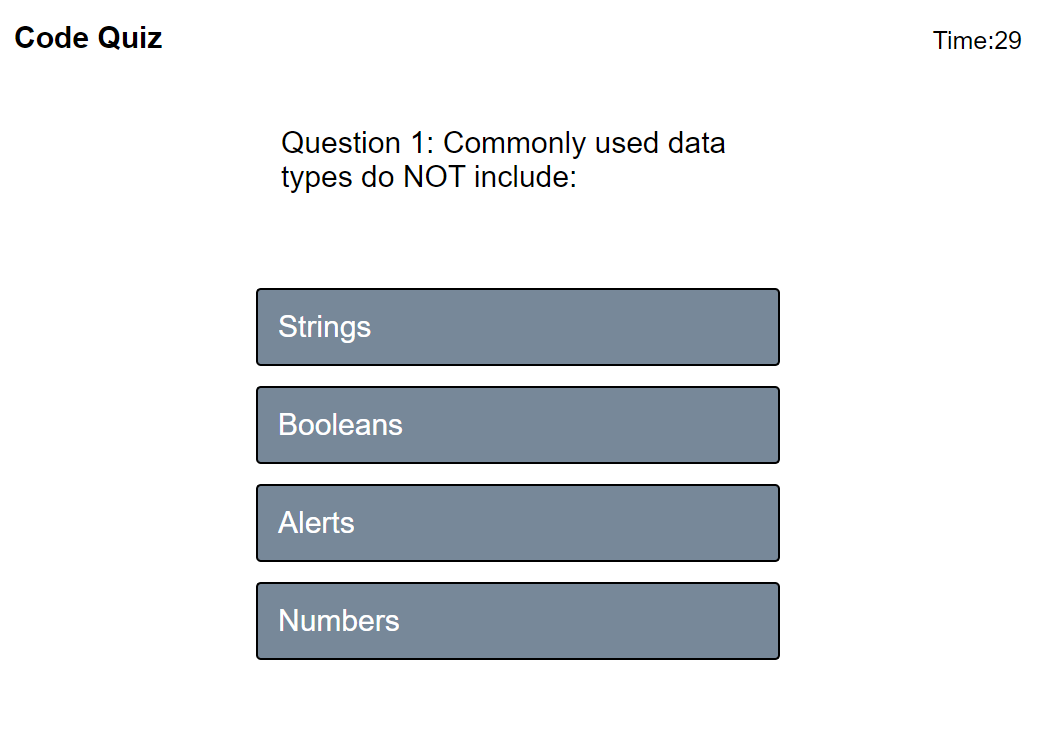 Code Quiz
Time:29
Question 1: Commonly used data
types do NOT include:
Strings
Booleans
Alerts
Numbers